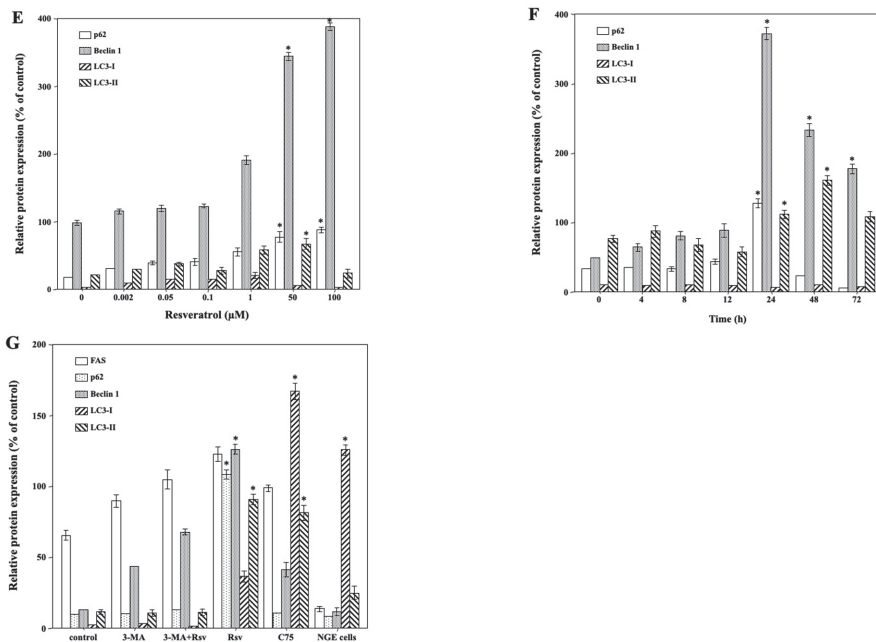 E
Relative protein expression (% of control)
400
300
200
100
0
p62
Beclin 1
LC3-I
LC3-II
* *
* * *
0 0.002 0.05 0.1 1 50 100
Resveratrol (µM)
F
Relative protein expression (% of control)
400
300
200
100
0
p62
Beclin 1
LC3-I
LC3-II
* * *
* * *
0 4 8 12 24 48 72
Time (h)
G
Relative protein expression (% of control)
200
150
100
50
0
FAS
p62
Beclin 1
LC3-I
LC3-II
* * * * * *
control 3-MA 3-MA+Rsv Rsv C75 NGE cells